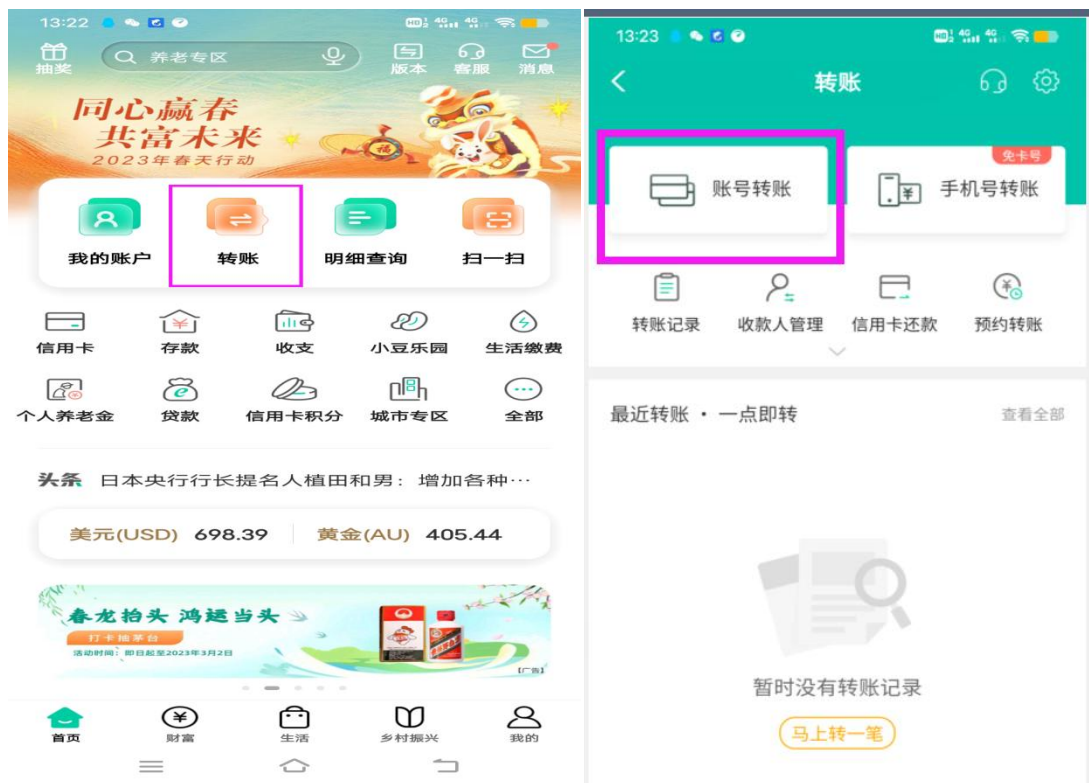 13:22
HD 4G 4G
抽奖
养老专区
版本
客服
消息
同心赢春
共富未来
2023年春天行动
我的账户
转账
明细查询
扫一扫
信用卡
存款
收支
小豆乐园
生活缴费
个人养老金
贷款
信用卡积分
城市专区
全部
头条 日本央行行长提名人植田和男：增加各种…
美元(USD) 698.39
黄金(AU) 405.44
春龙抬头 鸿运当头
打卡抽茅台
活动时间：即日起至2023年3月2日
【广告】
首页
财富
生活
乡村振兴
我的
13:23
HD 4G 4G
转账
账号转账
免卡号
手机号转账
转账记录
收款人管理
信用卡还款
预约转账
最近转账 · 一点即转
查看全部
暂时没有转账记录
马上转一笔